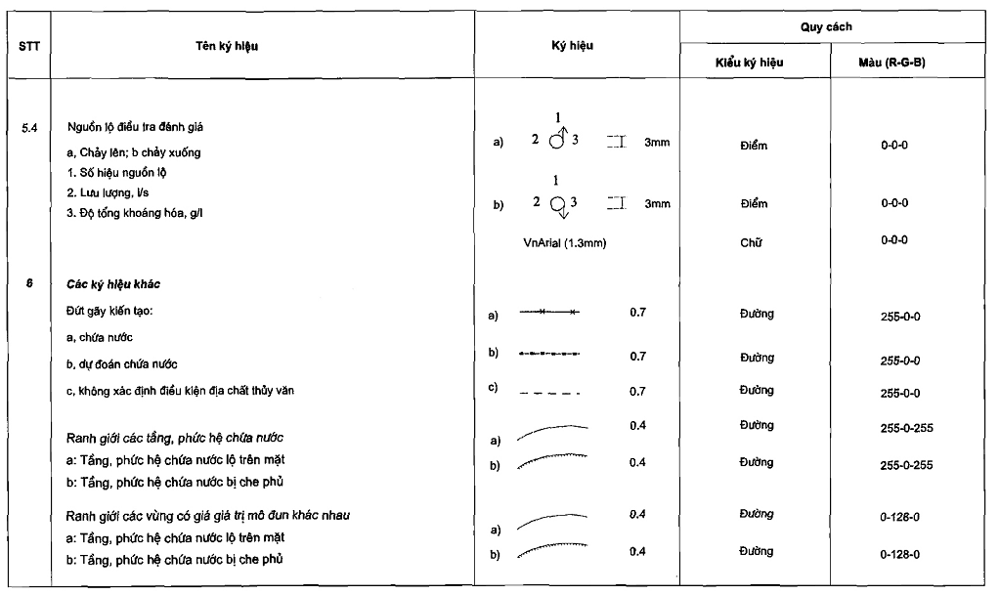 STT
Tên ký hiệu
Ký hiệu
Quy cách
Kiểu ký hiệu
Màu (R-G-B)
5.4
Nguồn lộ điều tra đánh giá
a, Chảy lên; b chảy xuống
1. Số hiệu nguồn lộ
2. Lưu lượng, l/s
3. Độ tổng khoáng hóa, g/l
1
a) 2 3 3mm Điểm 0-0-0
1
b) 2 3 3mm Điểm 0-0-0
VnArial (1.3mm) Chữ 0-0-0
6 Các ký hiệu khác
Đứt gãy kiến tạo:
a) 0.7 Đường 255-0-0
a, chứa nước
b) 0.7 Đường 255-0-0
b, dự đoán chứa nước
c, không xác định điều kiện địa chất thủy văn
c) 0.7 Đường 255-0-0
Ranh giới các tầng, phức hệ chứa nước
a) 0.4 Đường 255-0-255
a: Tầng, phức hệ chứa nước lộ trên mặt
b) 0.4 Đường 255-0-255
b: Tầng, phức hệ chứa nước bị che phủ
Ranh giới các vùng có giá giá trị mô đun khác nhau
a) 0.4 Đường 0-128-0
a: Tầng, phức hệ chứa nước lộ trên mặt
b) 0.4 Đường 0-128-0
b: Tầng, phức hệ chứa nước bị che phủ